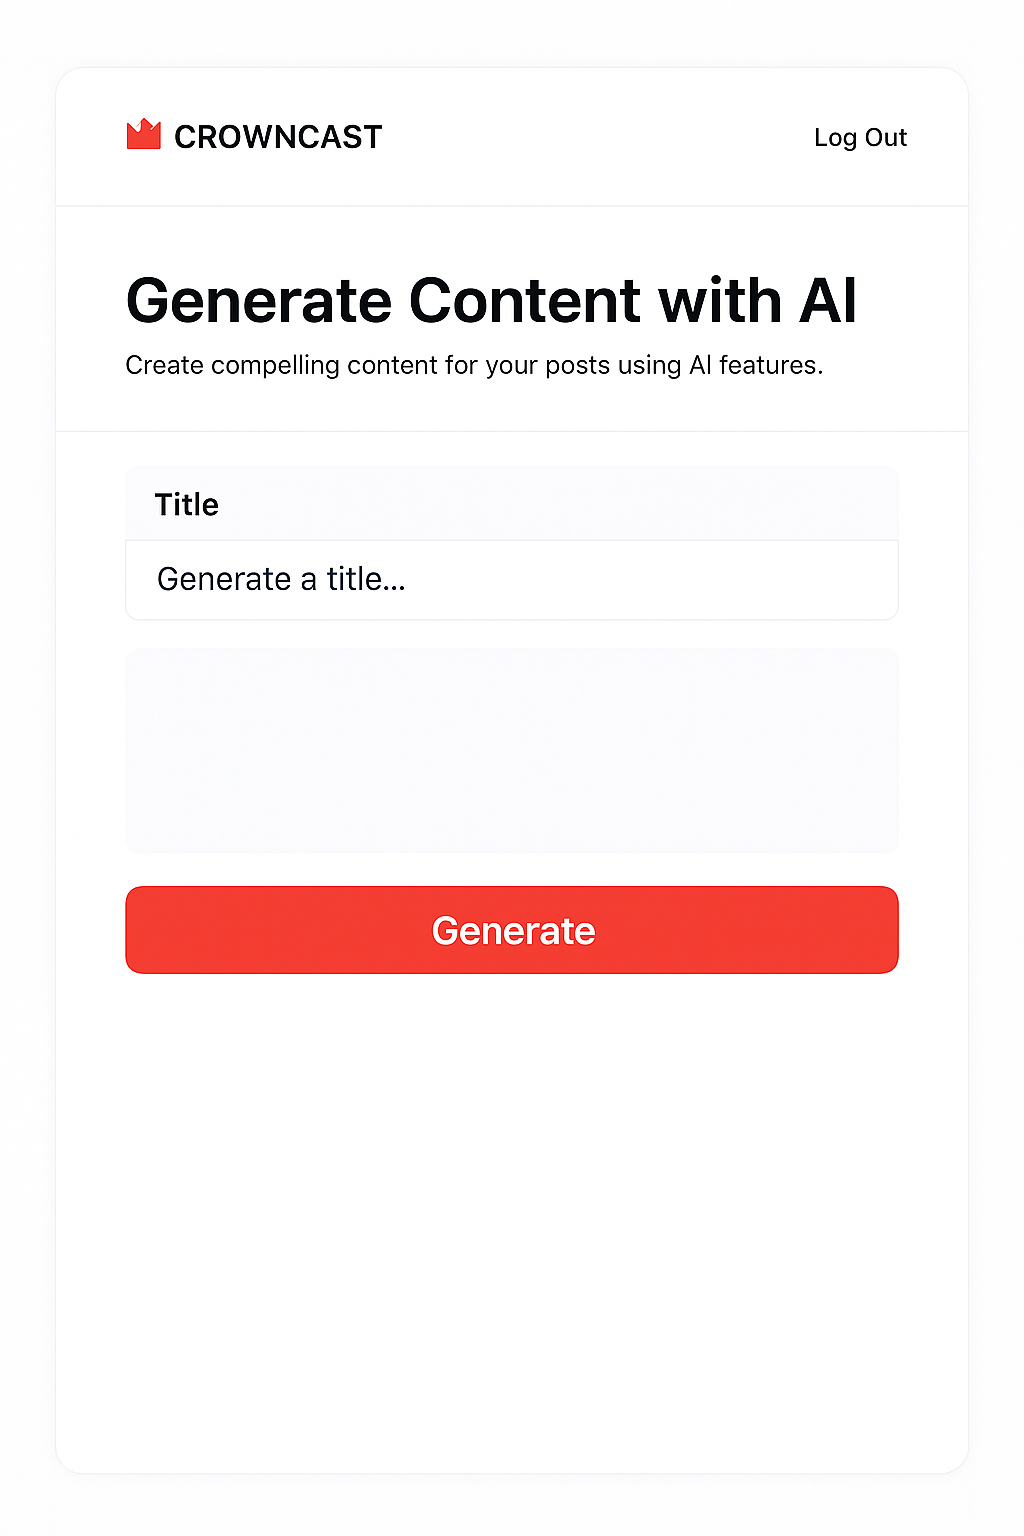 CROWNCAST
Log Out
Generate Content with AI
Create compelling content for your posts using AI features.
Title
Generate a title...
Generate